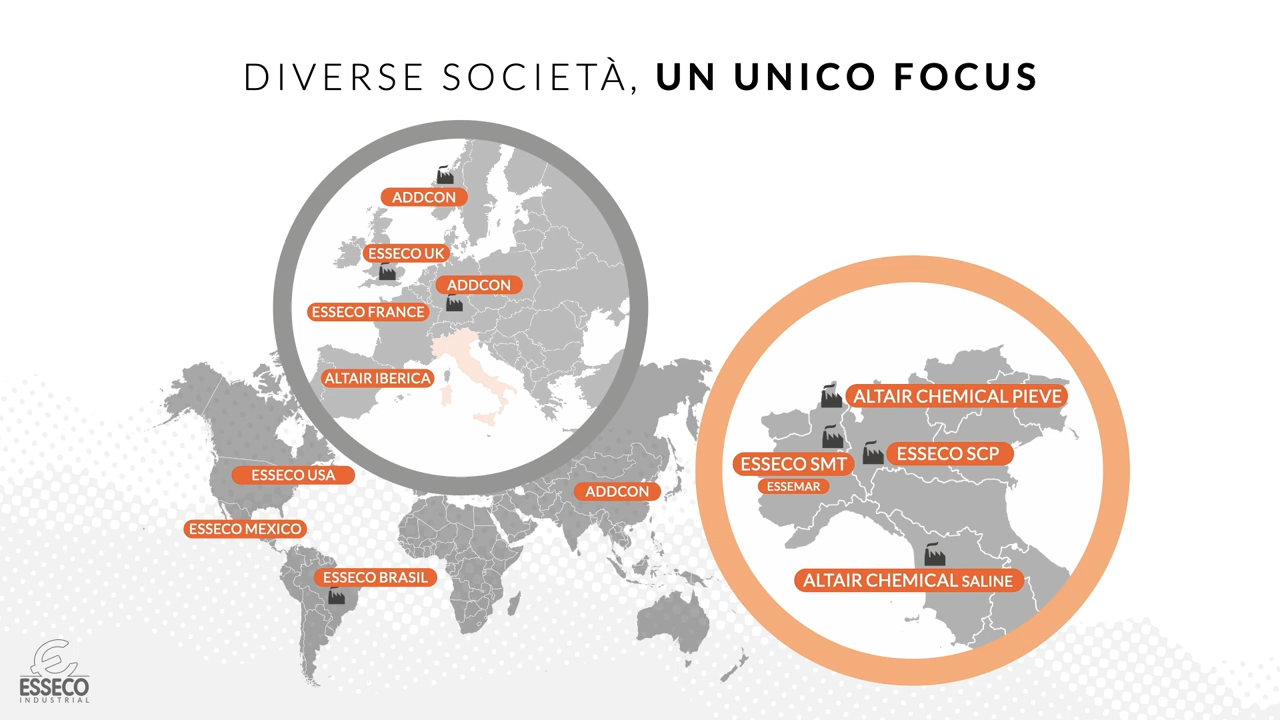 DIVERSE SOCIETÀ, UN UNICO FOCUS
ADDCON
ESSECO UK
ADDCON
ESSECO FRANCE
ALTAIR IBERICA
ESSECO USA
ESSECO MEXICO
ESSECO BRASIL
ADDCON
ALTAIR CHEMICAL PIEVE
ESSECO SCP
ESSECO SMT
ESSEMAR
ALTAIR CHEMICAL SALINE
ESSECO
INDUSTRIAL